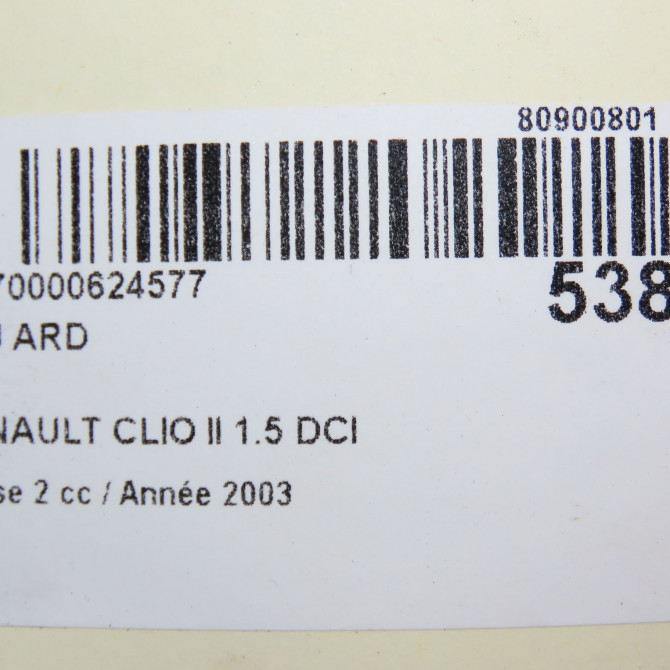 80900801
70000624577
538
ARD
NAULT CLIO II 1.5 DCI
se 2 cc / Année 2003